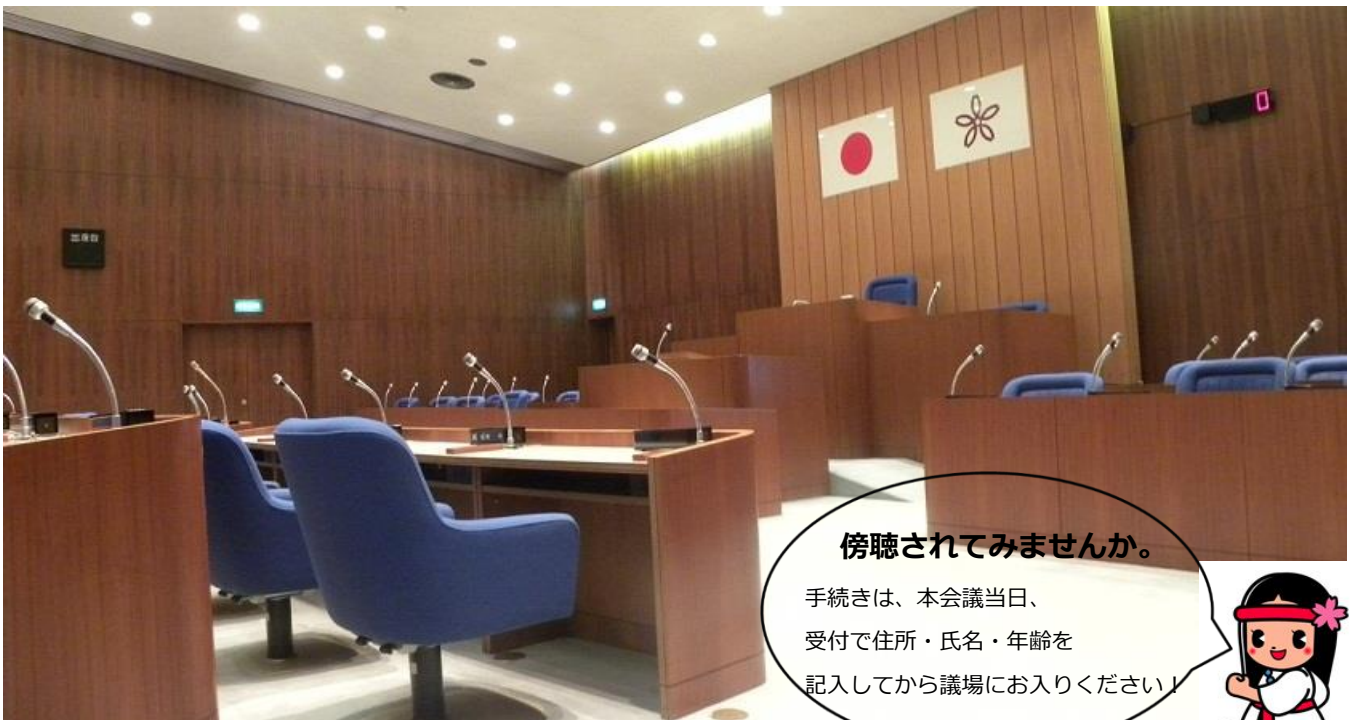 0
傍聴されてみませんか。
手続きは、本会議当日、
受付で住所・氏名・年齢を
記入してから議場にお入りください！